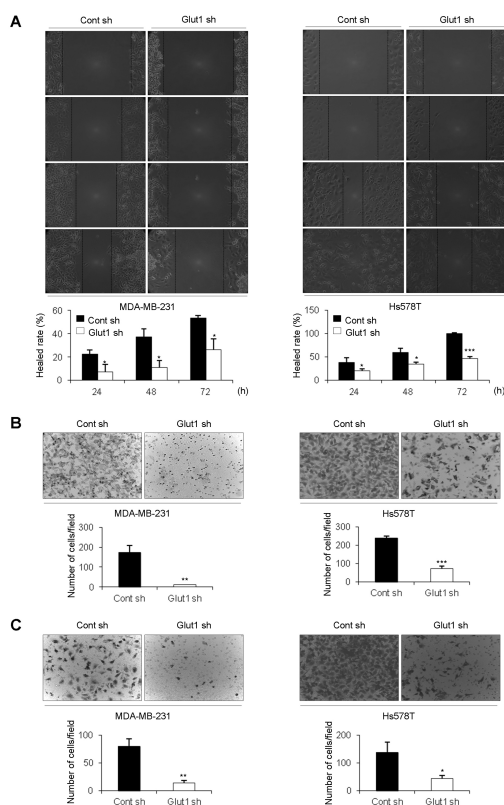 A
Cont sh Glut1 sh Cont sh Glut1 sh
MDA-MB-231
Healed rate (%)
60
40
20
0
Cont sh
Glut1 sh
* * *
24 48 72 (h)
Hs578T
Healed rate (%)
150
100
50
0
Cont sh
Glut1 sh
* * ***
24 48 72 (h)
B
Cont sh Glut1 sh Cont sh Glut1 sh
MDA-MB-231
Number of cells/field
300
200
100
0
**
Cont sh Glut1 sh
Hs578T
Number of cells/field
300
200
100
0
***
Cont sh Glut1 sh
C
Cont sh Glut1 sh Cont sh Glut1 sh
MDA-MB-231
Number of cells/field
100
50
0
**
Cont sh Glut1 sh
Hs578T
Number of cells/field
200
100
0
*
Cont sh Glut1 sh